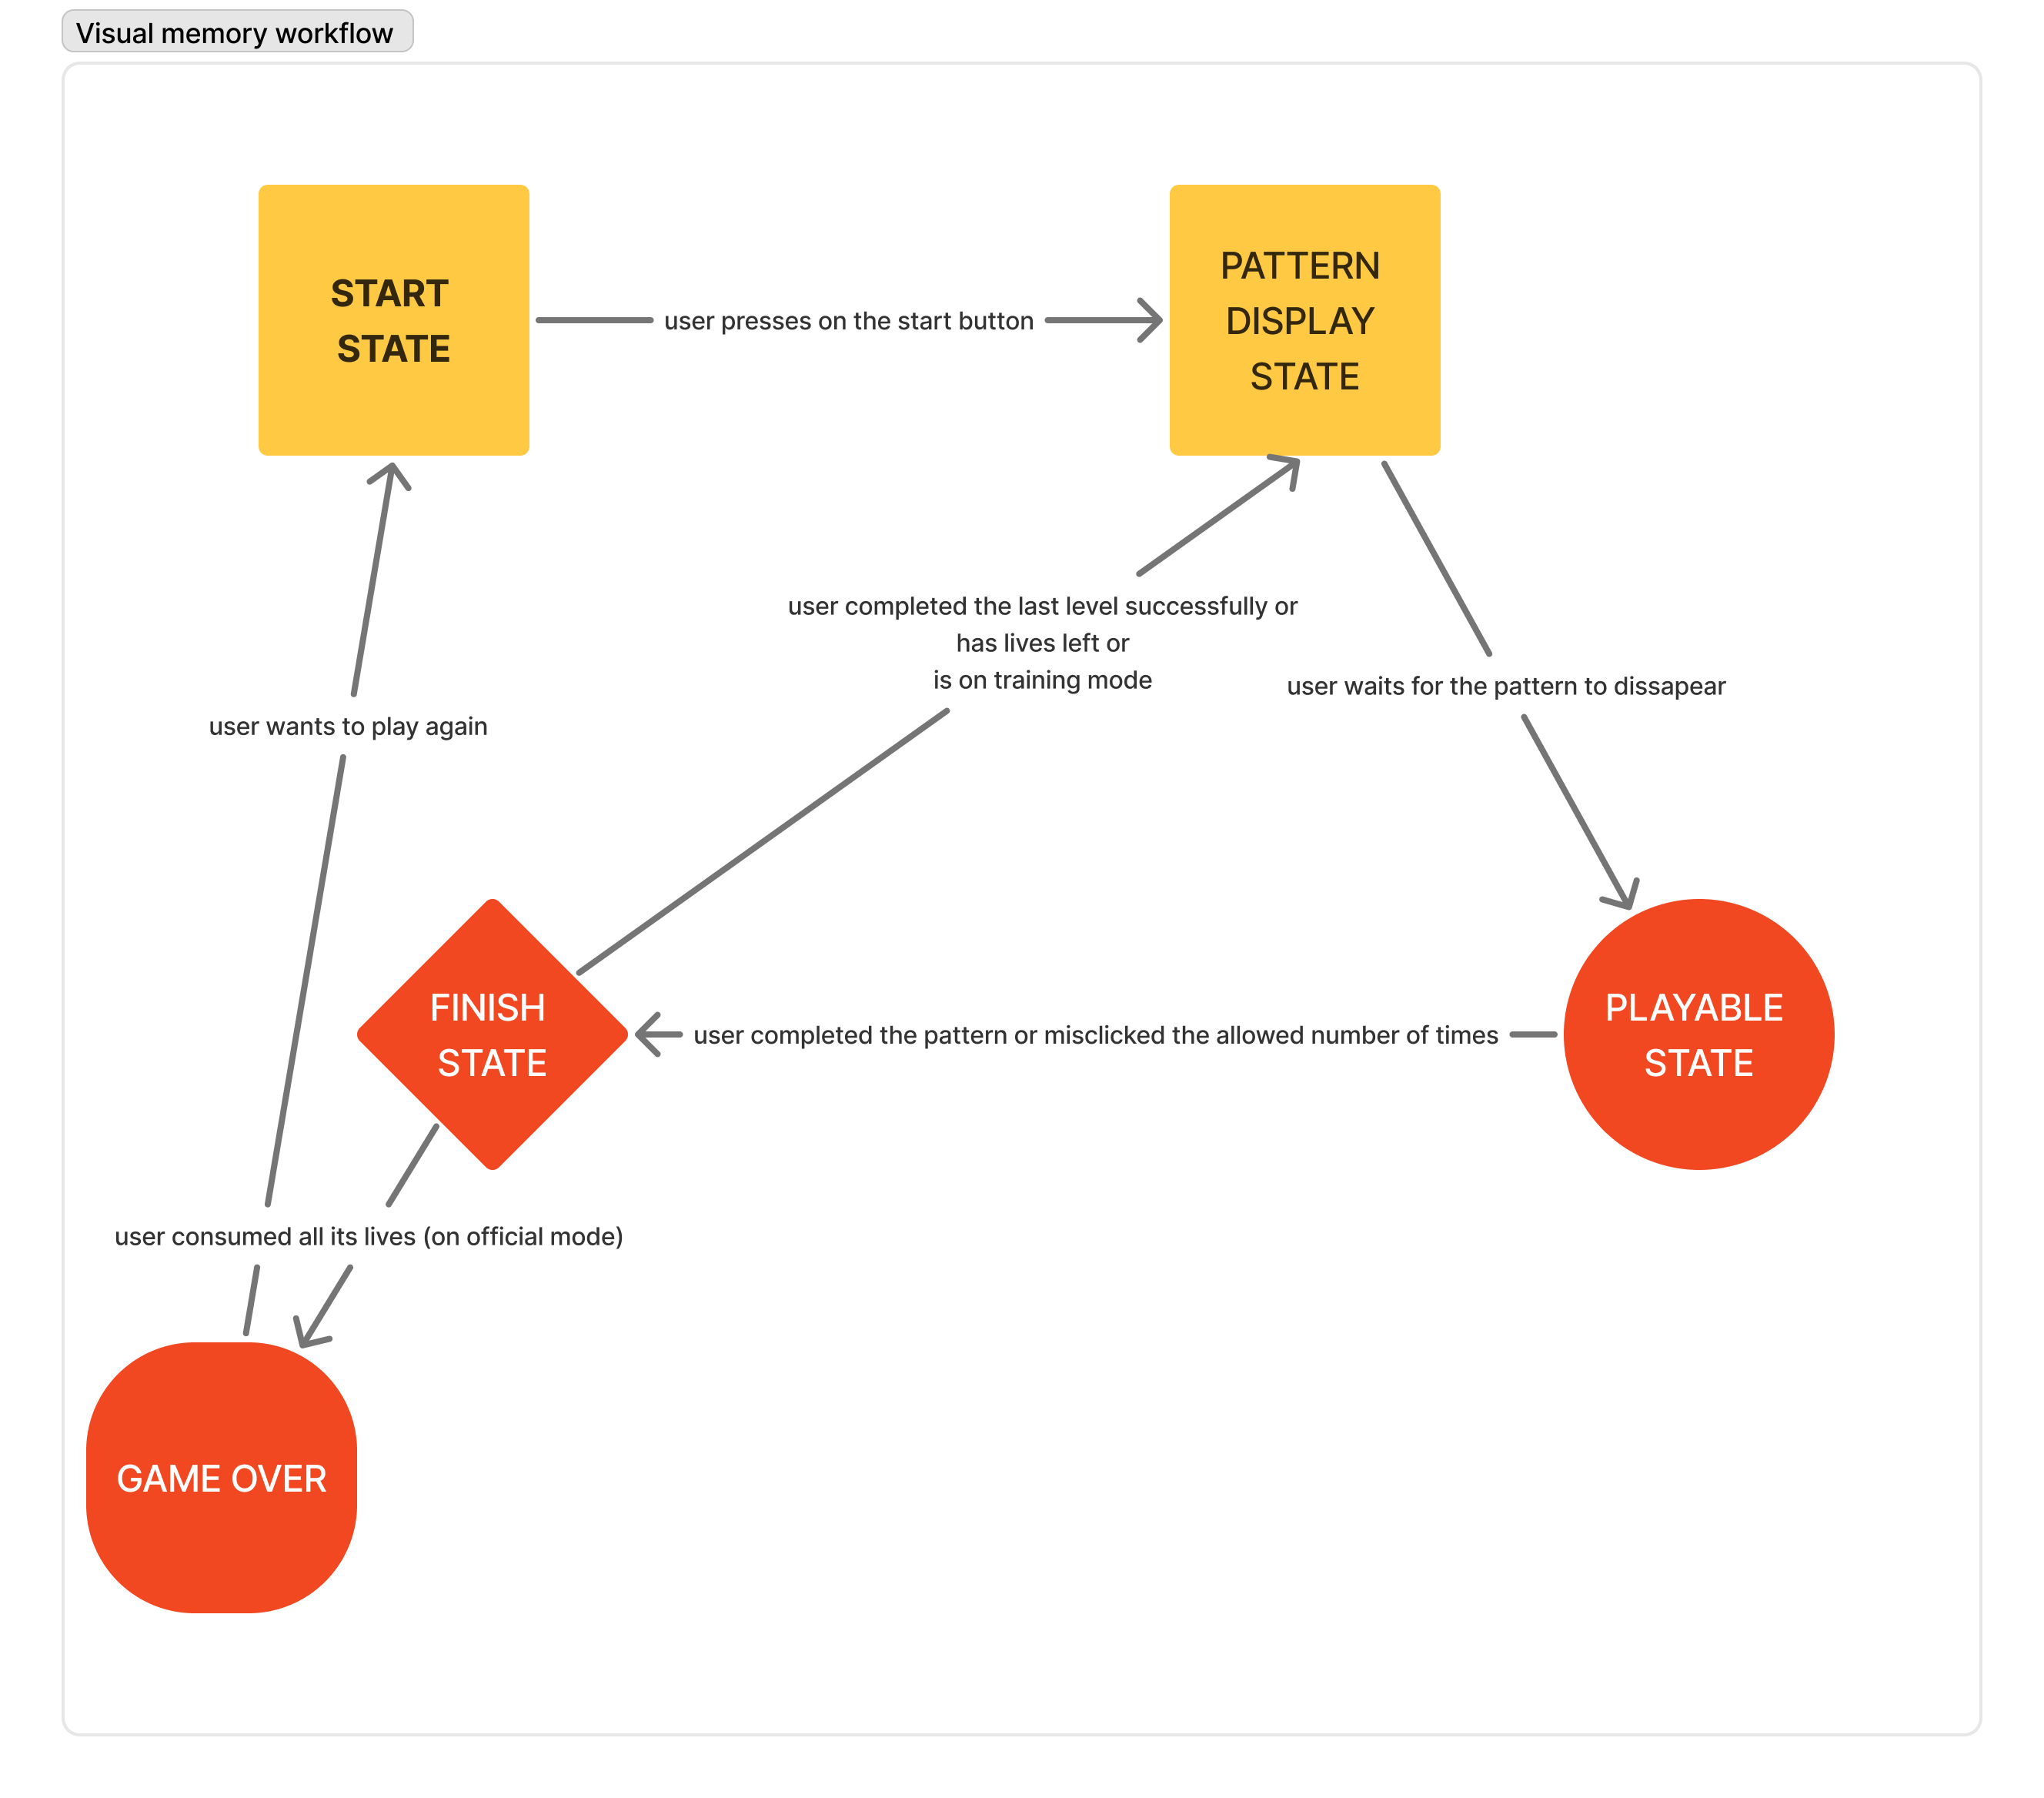 Visual memory workflow
START
STATE
user presses on the start button
PATTERN
DISPLAY
STATE
user completed the last level successfully or
has lives left or
is on training mode
user waits for the pattern to dissapear
user wants to play again
FINISH
STATE
user completed the pattern or misclicked the allowed number of times
PLAYABLE
STATE
user consumed all its lives (on official mode)
GAME OVER